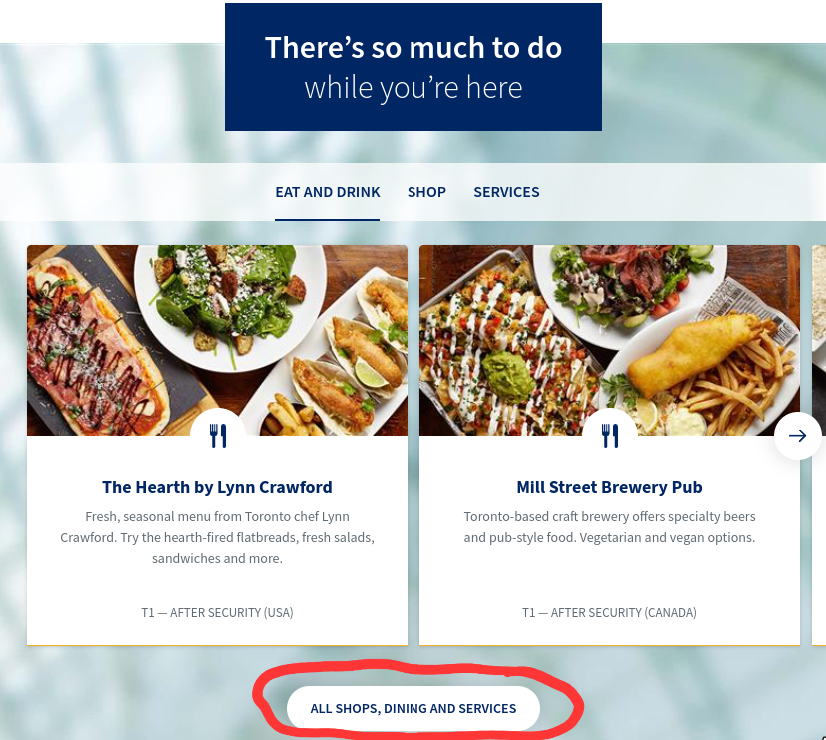 There’s so much to do
while you’re here
EAT AND DRINK
SHOP
SERVICES
The Hearth by Lynn Crawford
Fresh, seasonal menu from Toronto chef Lynn
Crawford. Try the hearth-fired flatbreads, fresh salads,
sandwiches and more.
T1 — AFTER SECURITY (USA)
Mill Street Brewery Pub
Toronto-based craft brewery offers specialty beers
and pub-style food. Vegetarian and vegan options.
T1 — AFTER SECURITY (CANADA)
ALL SHOPS, DINING AND SERVICES